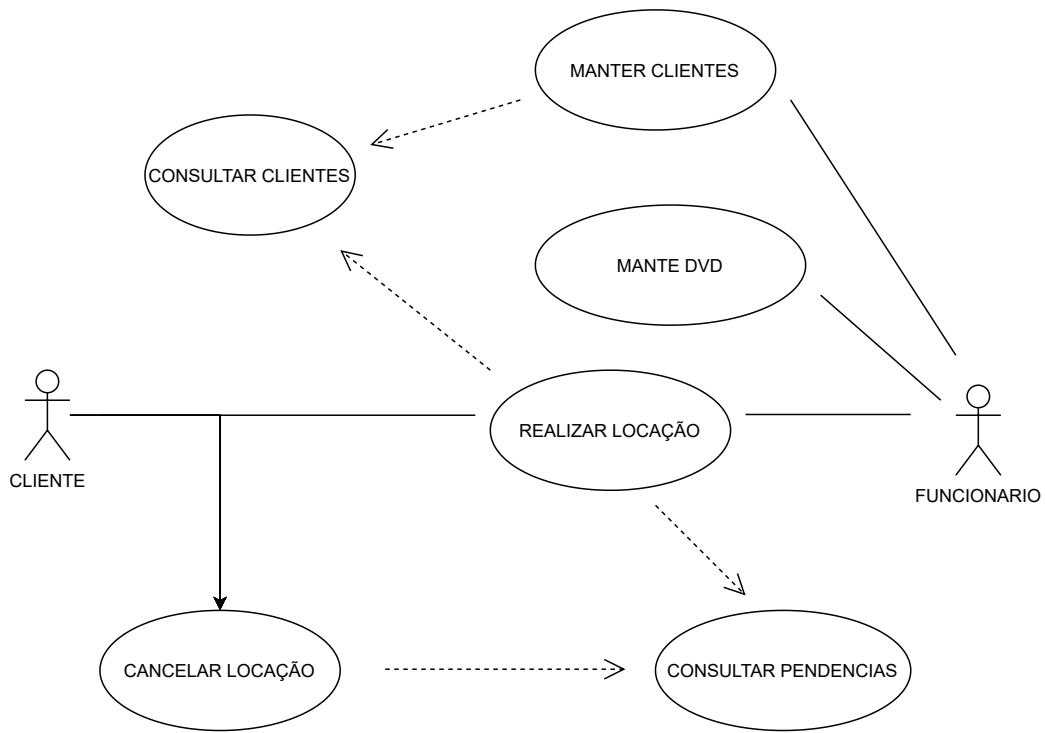 MANTER CLIENTES
CONSULTAR CLIENTES
MANTE DVD
REALIZAR LOCAÇÃO
CLIENTE
FUNCIONARIO
CANCELAR LOCAÇÃO
CONSULTAR PENDENCIAS